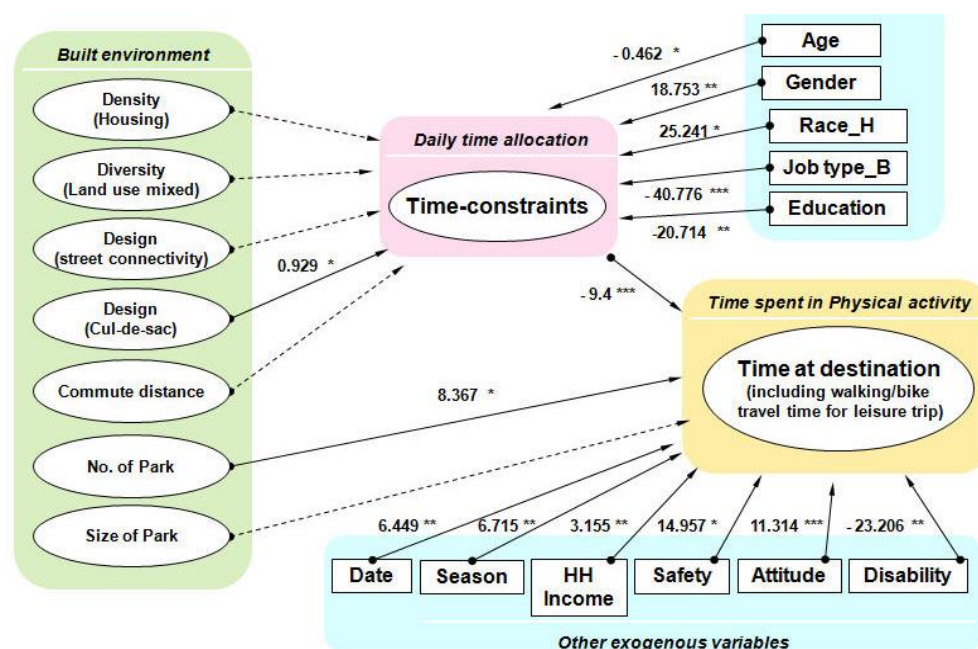 Built environment
Density
(Housing)
Diversity
(Land use mixed)
Design
(street connectivity)
Design
(Cul-de-sac)
Commute distance
No. of Park
Size of Park
0.929 *
Daily time allocation
Time-constraints
- 0.462 *
18.753 **
25.241 *
- 40.776 ***
-20.714 **
Age
Gender
Race_H
Job type_B
Education
- 9.4 ***
8.367 *
Time spent in Physical activity
Time at destination
(including walking/bike
travel time for leisure trip)
6.449 **
6.715 **
3.155 **
14.957 *
11.314 ***
- 23.206 **
Date
Season
HH
Income
Safety
Attitude
Disability
Other exogenous variables